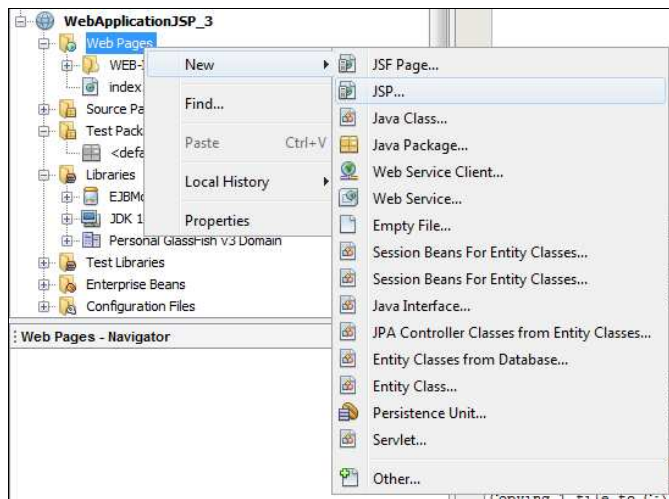 WebApplicationJSP_3
Web Pages
WEB-
index
Source Pa
Test Pack
<defa
Libraries
EJBMo
JDK 1
Personal GlassFish v3 Domain
Test Libraries
Enterprise Beans
Configuration Files
Web Pages - Navigator
New
Find...
Paste Ctrl+V
Local History
Properties
JSF Page...
JSP...
Java Class...
Java Package...
Web Service Client...
Web Service...
Empty File...
Session Beans For Entity Classes...
Session Beans For Entity Classes...
Java Interface...
JPA Controller Classes from Entity Classes...
Entity Classes from Database...
Entity Class...
Persistence Unit...
Servlet...
Other...
Copying 1 file to C:\